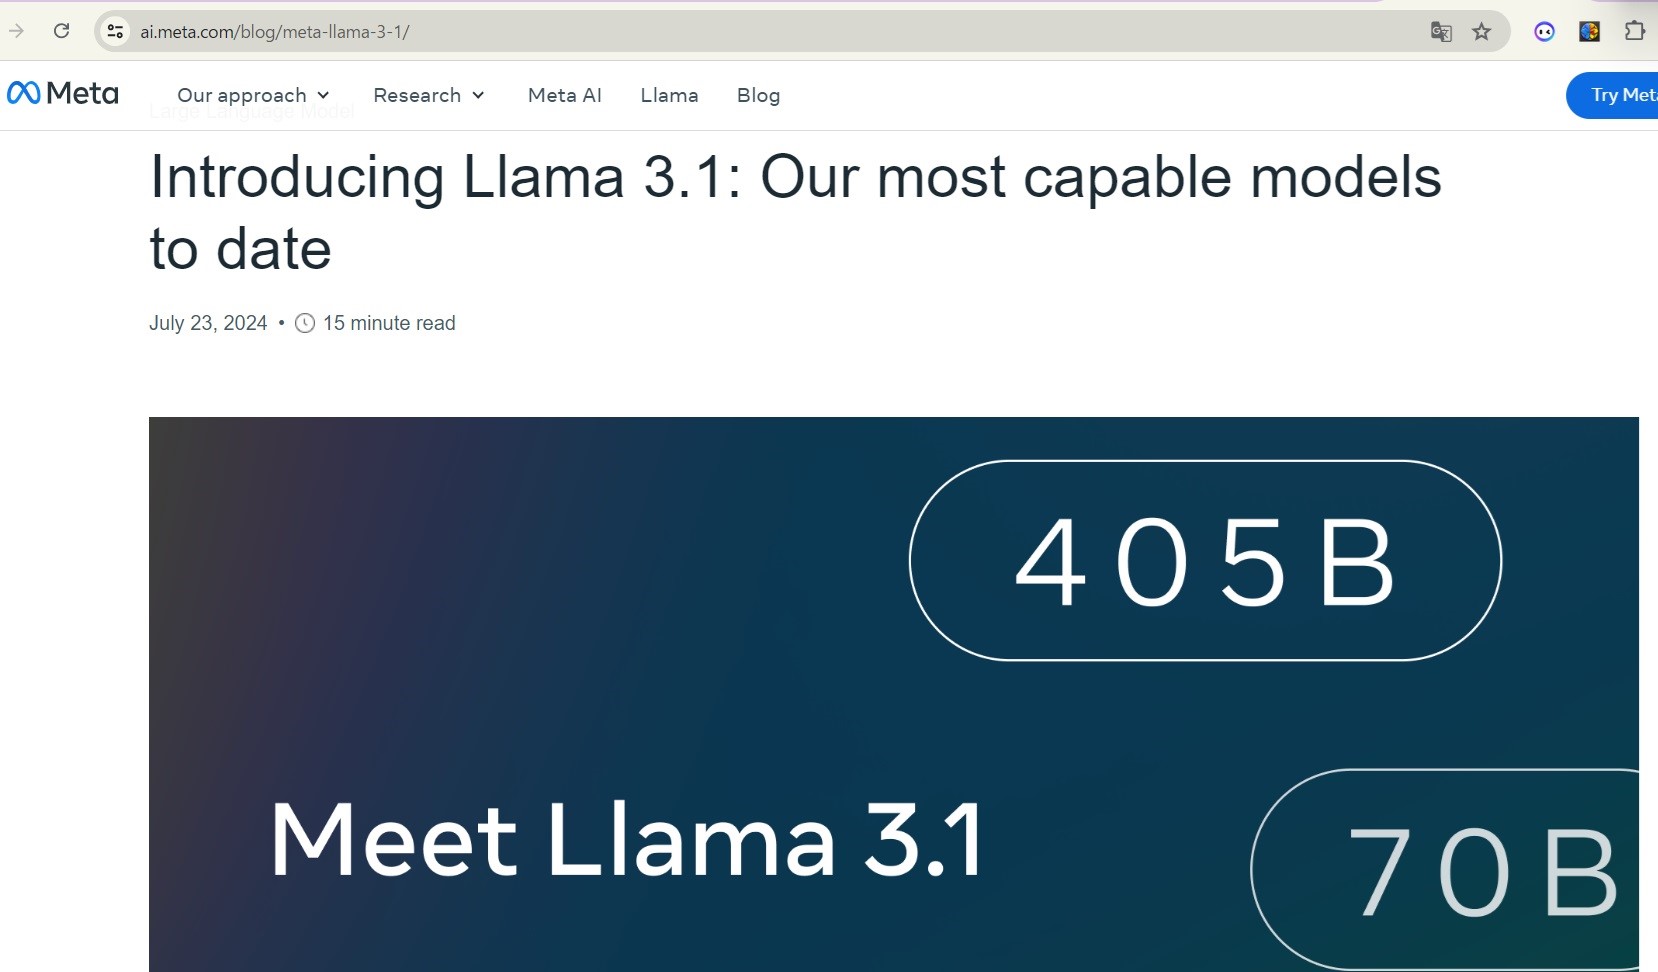 ai.meta.com/blog/meta-llama-3-1/
Meta
Our approach
Research
Meta AI
Llama
Blog
Try Meta
Large Language Model
Introducing Llama 3.1: Our most capable models
to date
July 23, 2024 • 15 minute read
405B
Meet Llama 3.1
70B